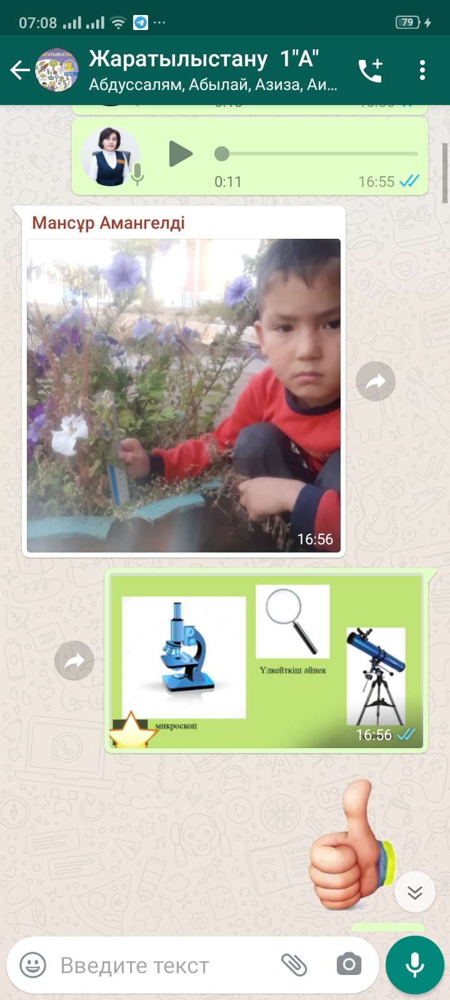 07:08
79
Жаратылыстану 1"А"
Абдуссалям, Абылай, Азиза, Аи...
0:11
16:55
Мансұр Амангелді
16:56
Үлкейткіш әйнек
микроскоп
16:56
Введите текст